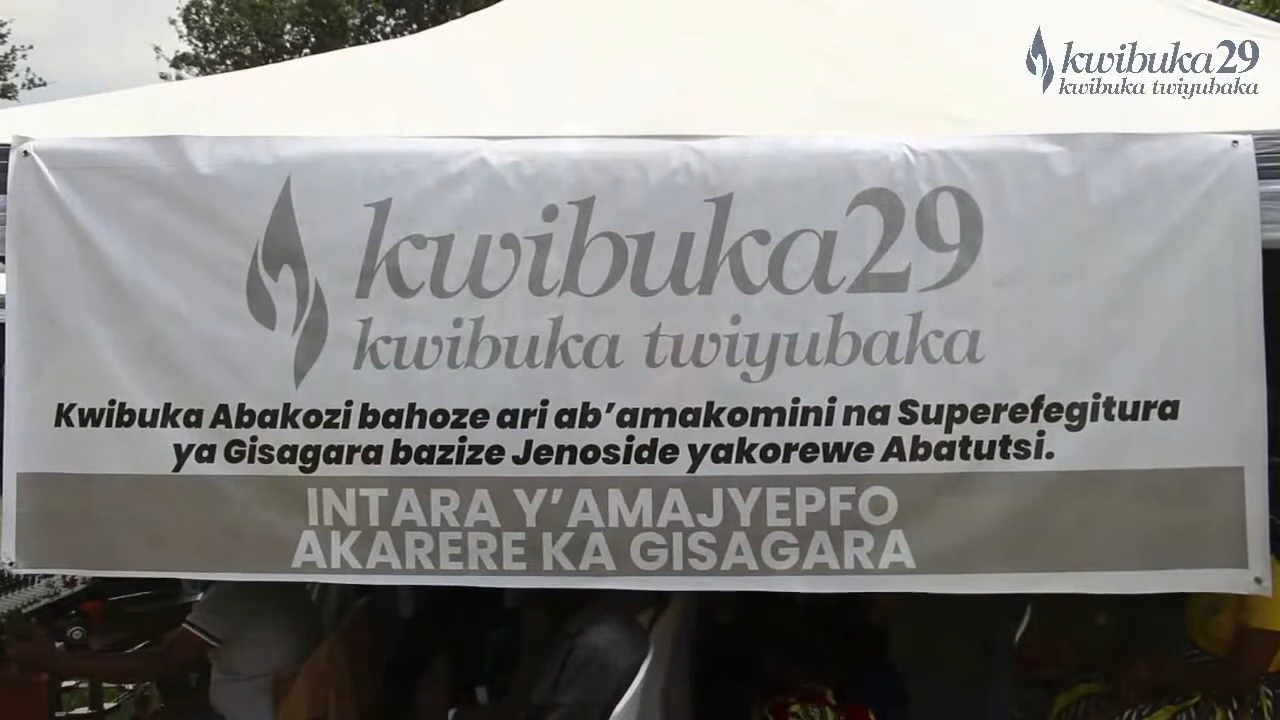 kwibuka29
kwibuka twiyubaka
kwibuka29
kwibuka twiyubaka
Kwibuka Abakozi bahoze ari ab'amakomini na Superefegitura
ya Gisagara bazize Jenoside yakorewe Abatutsi.
INTARA Y'AMAJYEPFO
AKARERE KA GISAGARA